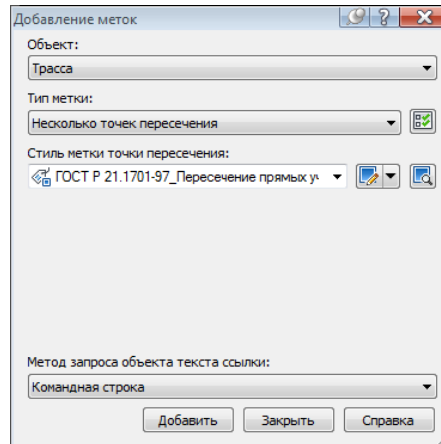 Добавление меток
?
Объект:
Трасса
Тип метки:
Несколько точек пересечения
Стиль метки точки пересечения:
ГОСТ Р 21.1701-97_Пересечение прямых
Метод запроса объекта текста ссылки:
Командная строка
Добавить Закрыть Справка